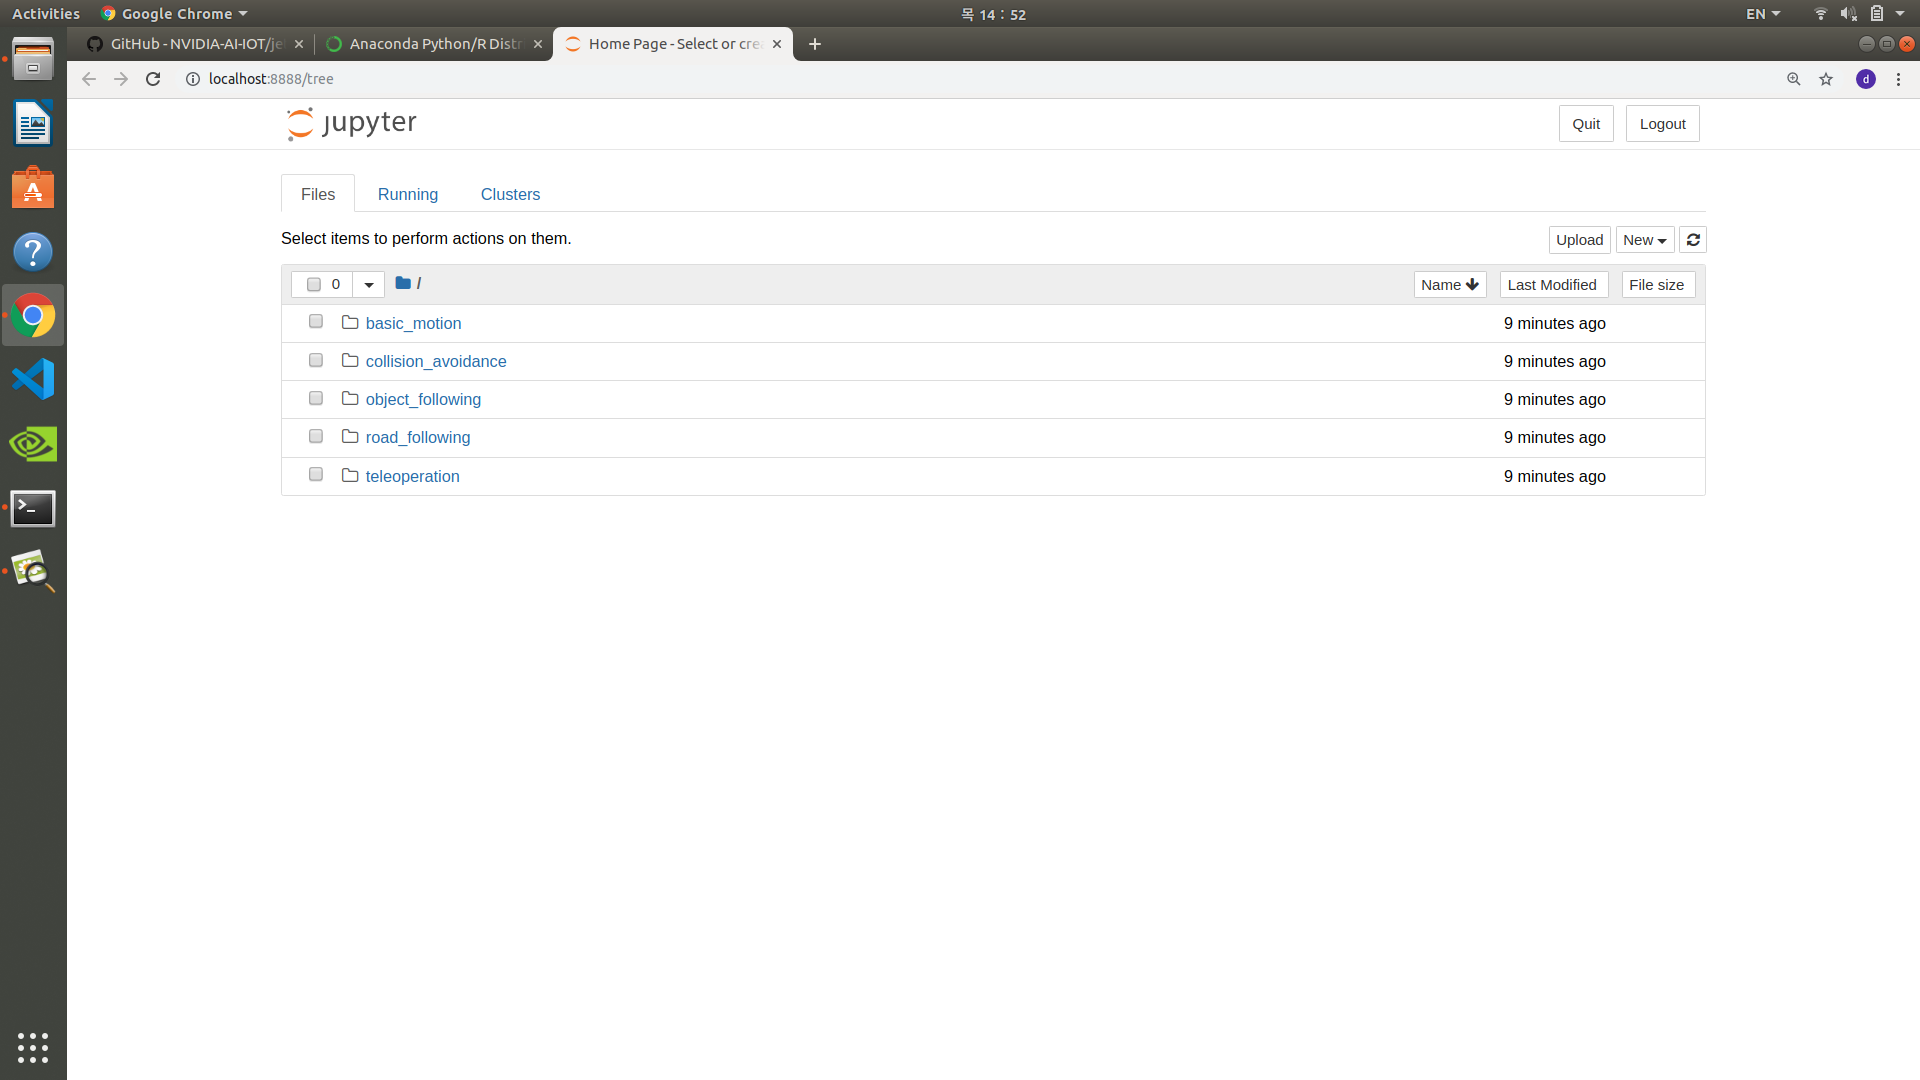 Activities Google Chrome 목 14 : 52 EN
GitHub - NVIDIA-AI-IOT/je Anaconda Python/R Distr Home Page - Select or crea
localhost:8888/tree d
jupyter Quit Logout
Files Running Clusters
Select items to perform actions on them. Upload New
0 / Name Last Modified File size
basic_motion 9 minutes ago
collision_avoidance 9 minutes ago
object_following 9 minutes ago
road_following 9 minutes ago
teleoperation 9 minutes ago